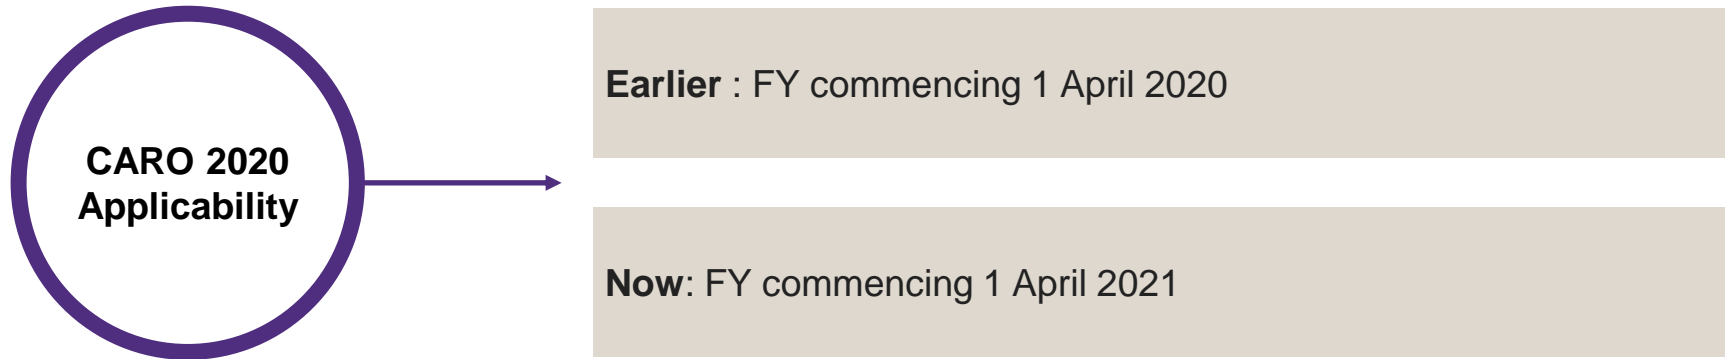 CARO 2020
Applicability
Earlier : FY commencing 1 April 2020
Now: FY commencing 1 April 2021